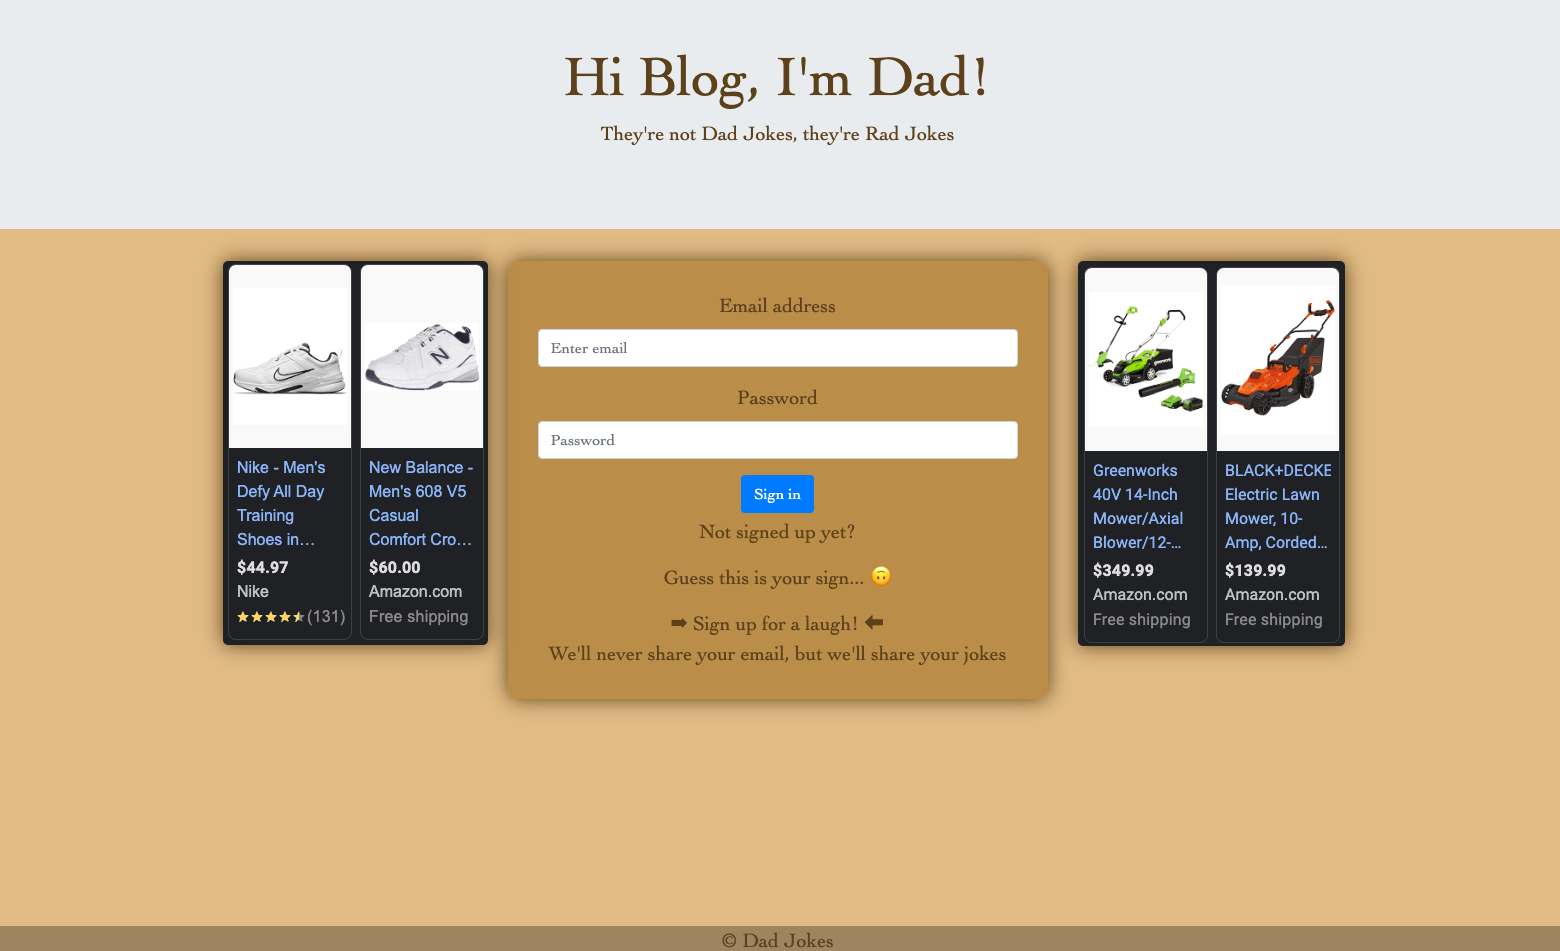 Hi Blog, I'm Dad!
They're not Dad Jokes, they're Rad Jokes
Nike - Men's
Defy All Day
Training
Shoes in...
$44.97
Nike
(131)
New Balance -
Men's 608 V5
Casual
Comfort Cro...
$60.00
Amazon.com
Free shipping
Email address
Enter email
Password
Password
Sign in
Not signed up yet?
Guess this is your sign... 🙃
➡ Sign up for a laugh! ⬅
We'll never share your email, but we'll share your jokes
Greenworks
40V 14-Inch
Mower/Axial
Blower/12-...
$349.99
Amazon.com
Free shipping
BLACK+DECKE
Electric Lawn
Mower, 10-
Amp, Corded...
$139.99
Amazon.com
Free shipping
© Dad Jokes